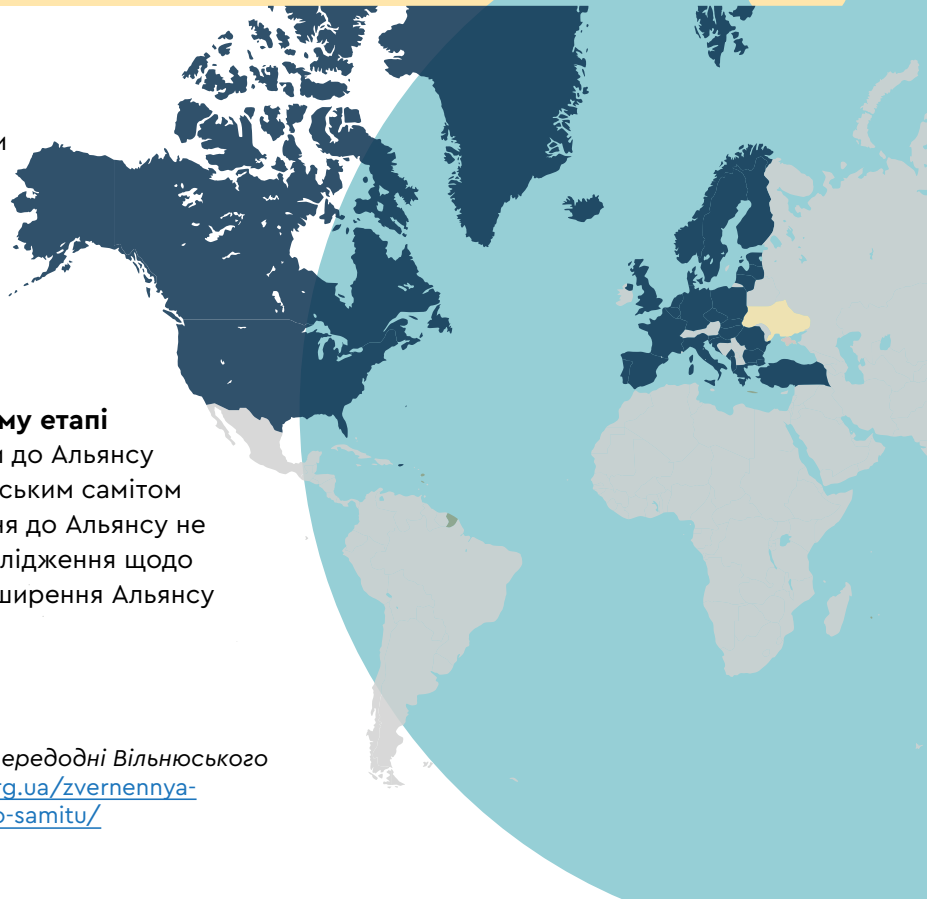 и
му етапі
и до Альянсу
ським самітом
ня до Альянсу не
лідження щодо
ширення Альянсу
ередодні Вільнюського
rg.ua/zvernennya-
o-samitu/